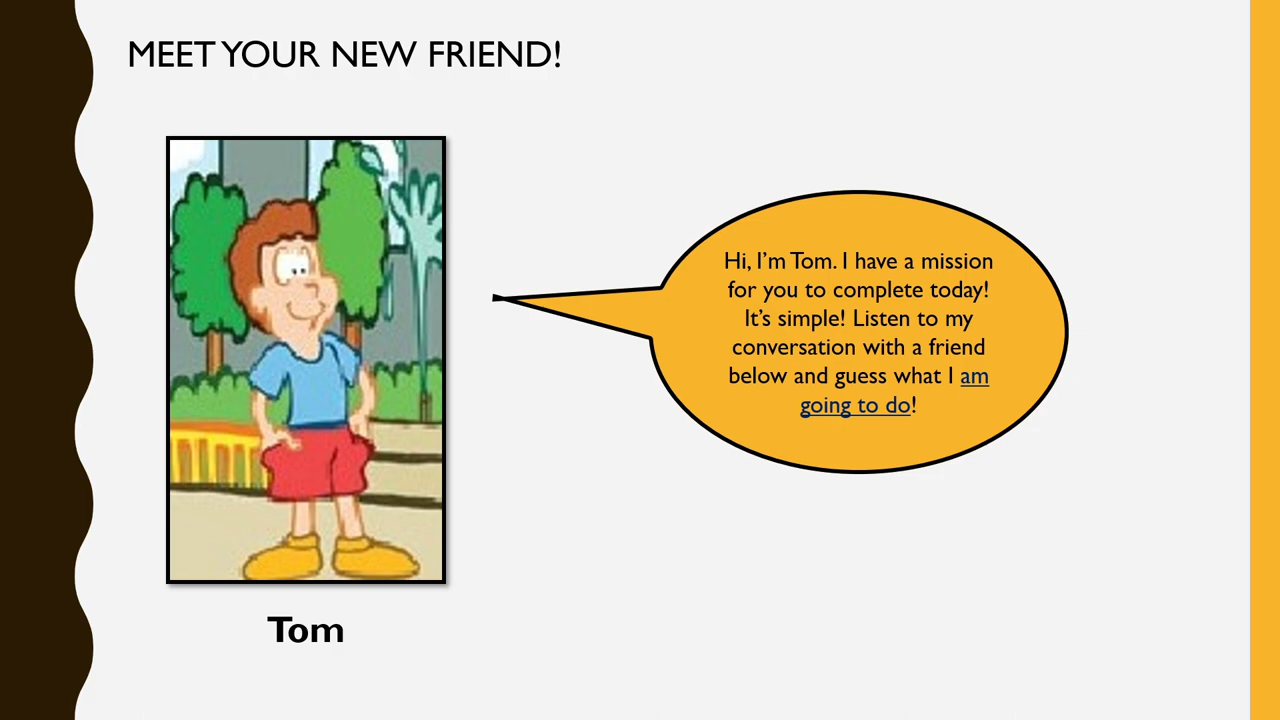 MEET YOUR NEW FRIEND!
Hi, I'm Tom. I have a mission
for you to complete today!
It's simple! Listen to my
conversation with a friend
below and guess what I am
going to do!
Tom